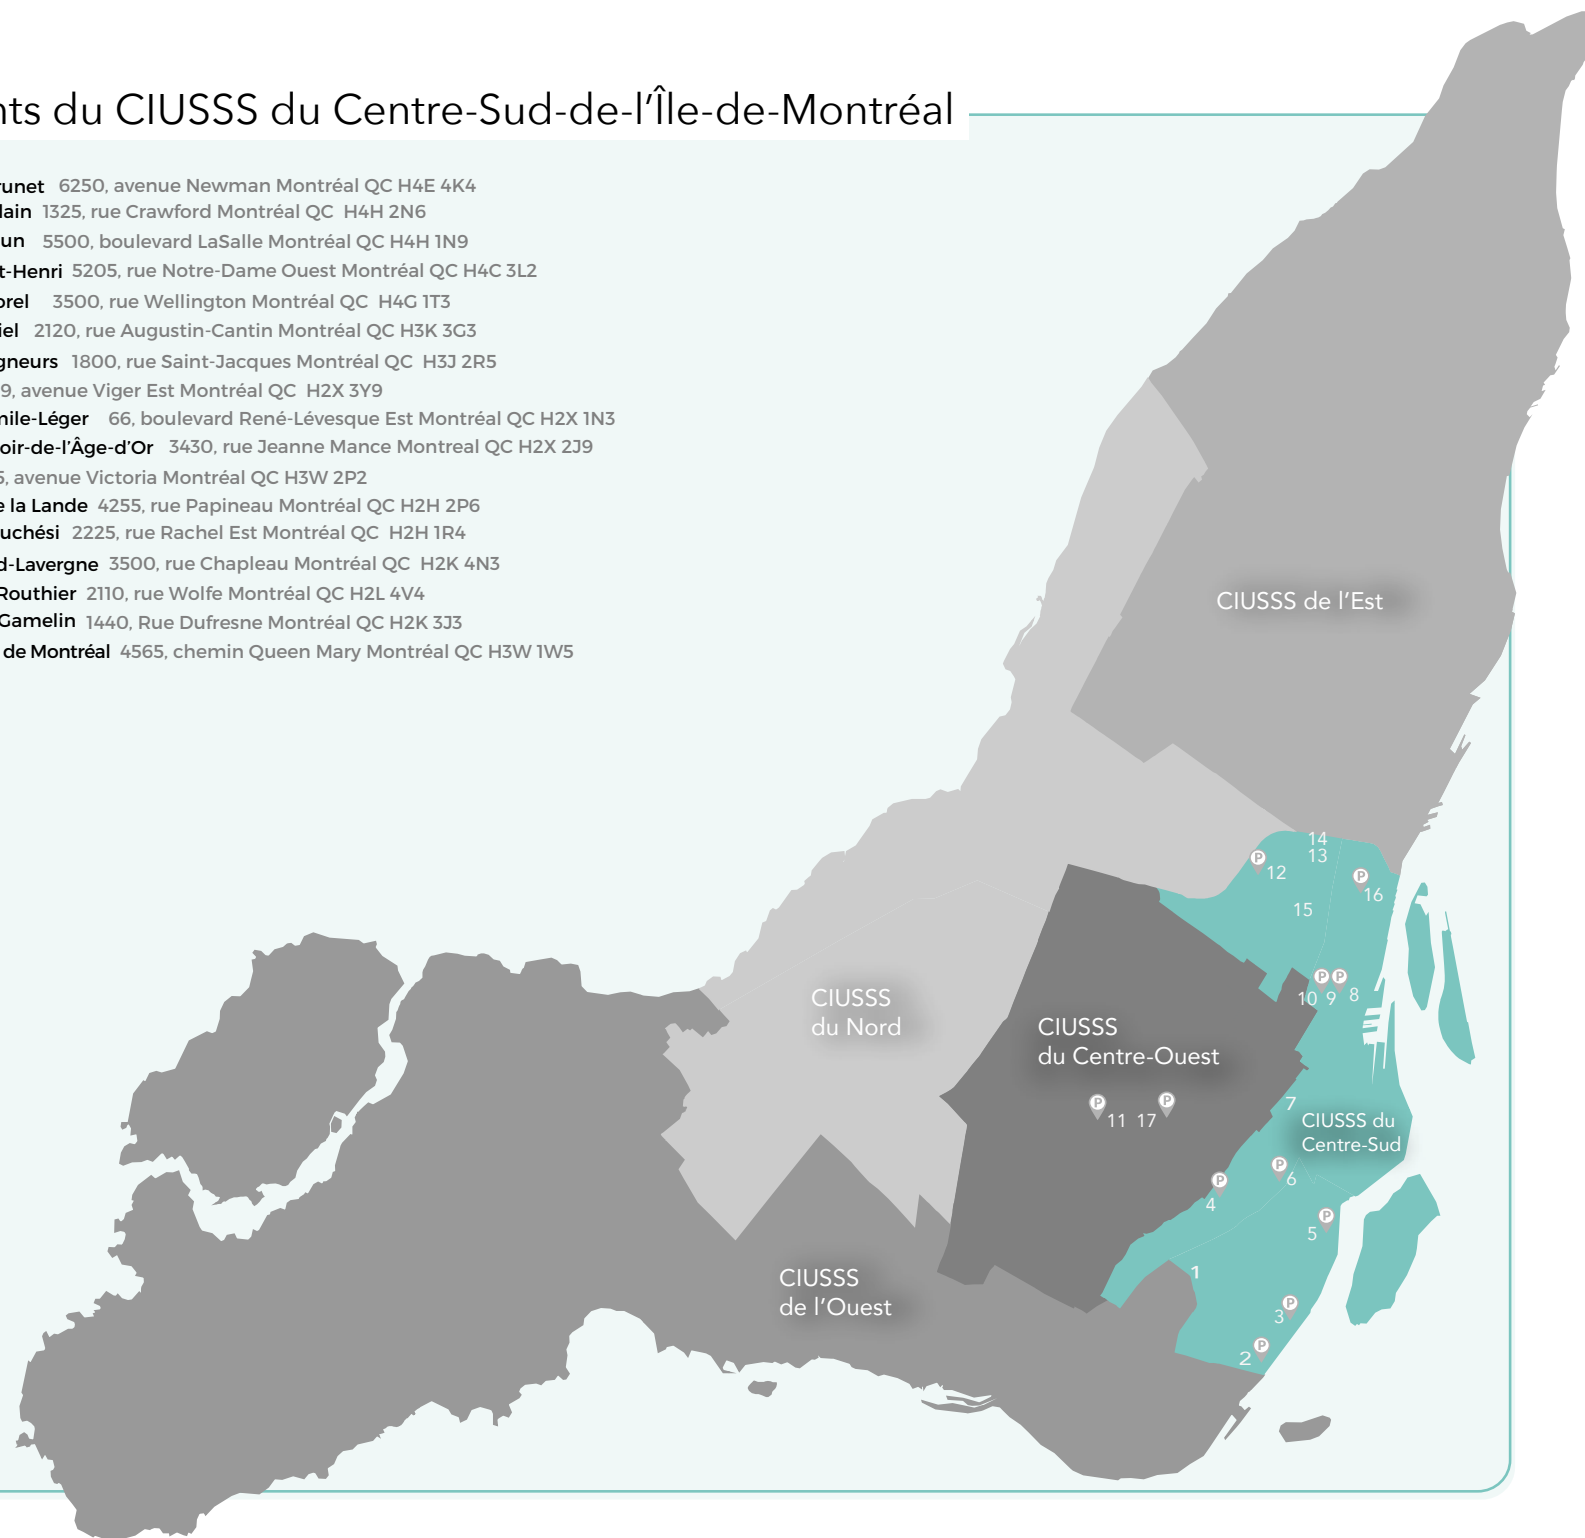 nts du CIUSSS du Centre-Sud-de-l'Île-de-Montréal
runet 6250, avenue Newman Montréal QC H4E 4K4
lain 1325, rue Crawford Montréal QC H4H 2N6
un 5500, boulevard LaSalle Montréal QC H4H 1N9
t-Henri 5205, rue Notre-Dame Ouest Montréal QC H4C 3L2
orel 3500, rue Wellington Montréal QC H4G 1T3
iel 2120, rue Augustin-Cantin Montréal QC H3K 3G3
gneurs 1800, rue Saint-Jacques Montréal QC H3J 2R5
9, avenue Viger Est Montréal QC H2X 3Y9
mile-Léger 66, boulevard René-Lévesque Est Montréal QC H2X 1N3
oir-de-l'Âge-d'Or 3430, rue Jeanne Mance Montreal QC H2X 2J9
5, avenue Victoria Montréal QC H3W 2P2
e la Lande 4255, rue Papineau Montréal QC H2H 2P6
uchési 2225, rue Rachel Est Montréal QC H2H 1R4
d-Lavergne 3500, rue Chapleau Montréal QC H2K 4N3
Routhier 2110, rue Wolfe Montréal QC H2L 4V4
Gamelin 1440, Rue Dufresne Montréal QC H2K 3J3
de Montréal 4565, chemin Queen Mary Montréal QC H3W 1W5
CIUSSS de l'Est
14
13
P
12
P
16
15
P P
10 9 8
CIUSSS
du Nord
CIUSSS
du Centre-Ouest
P P
11 17
7
CIUSSS du
Centre-Sud
P
6
P
4
P
5
1
CIUSSS
de l'Ouest
P
3
P
2